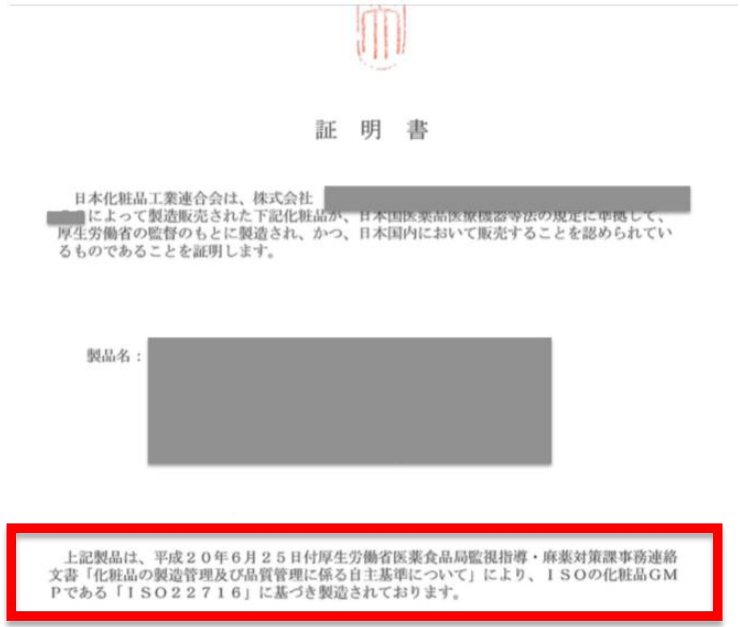 証 明 書
日本化粧品工業連合会は、株式会社
によって製造販売された下記化粧品が、日本国医薬品医療機器等法の規定に準拠して、
厚生労働省の監督のもとに製造され、かつ、日本国内において販売することを認められてい
るものであることを証明します。
製品名：
上記製品は、平成２０年６月２５日付厚生労働省医薬食品局監視指導・麻薬対策課事務連絡
文書「化粧品の製造管理及び品質管理に係る自主基準について」により、ＩＳＯの化粧品ＧＭ
Ｐである「ＩＳＯ２２７１６」に基づき製造されております。